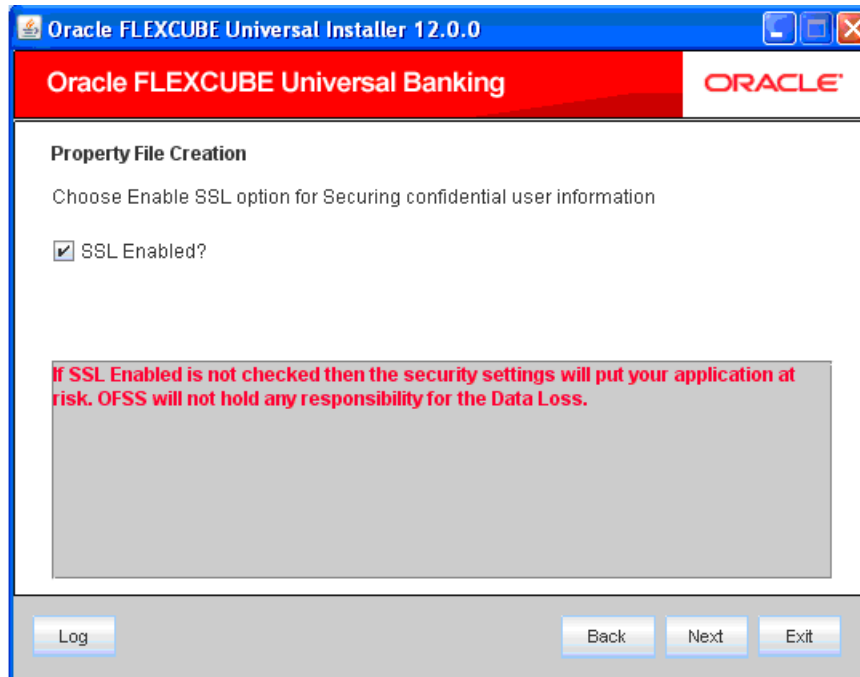 Oracle FLEXCUBE Universal Installer 12.0.0
Oracle FLEXCUBE Universal Banking
ORACLE
Property File Creation
Choose Enable SSL option for Securing confidential user information
SSL Enabled?
If SSL Enabled is not checked then the security settings will put your application at
risk. OFSS will not hold any responsibility for the Data Loss.
Log
Back
Next
Exit